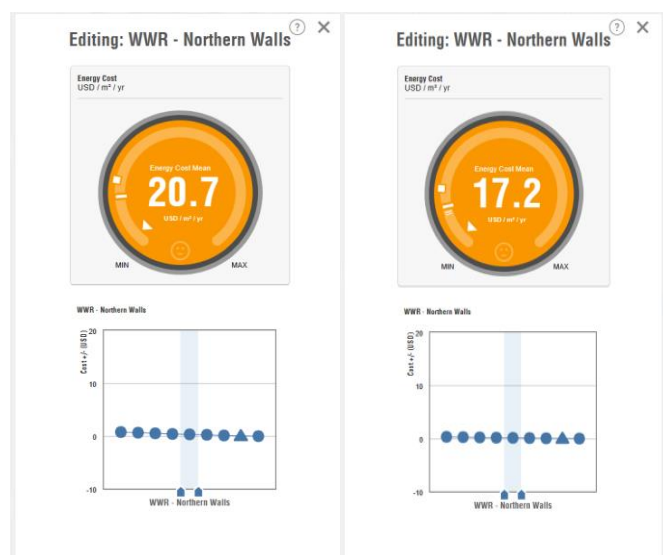 Editing: WWR - Northern Walls
?
Energy Cost
USD / m² / yr
Energy Cost Mean
20.7
USD / m² / yr
MIN
MAX
WWR - Northern Walls
Cost +/- (USD)
20
10
0
-10
WWR - Northern Walls
Editing: WWR - Northern Walls
?
Energy Cost
USD / m² / yr
Energy Cost Mean
17.2
USD / m² / yr
MIN
MAX
WWR - Northern Walls
Cost +/- (USD)
20
10
0
-10
WWR - Northern Walls